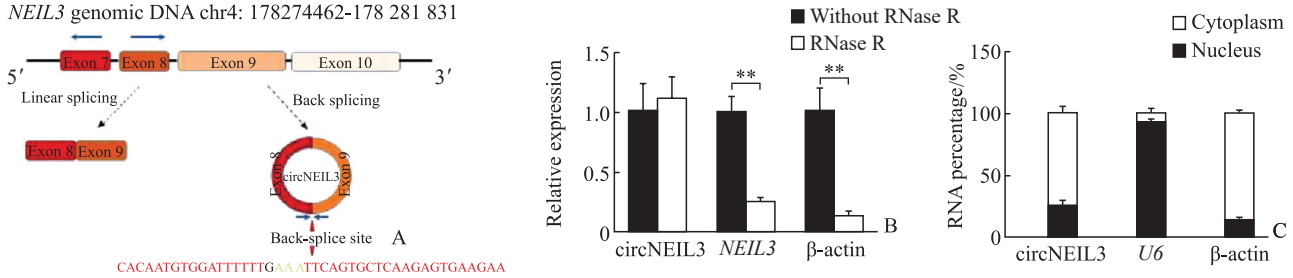 NEIL3 genomic DNA chr4: 178274462-178 281 831
Exon 7
Exon 8
Exon 9
Exon 10
5′
3′
Linear splicing
Back splicing
Exon 8
Exon 9
Exon 8
circNEIL3
Exon 9
Back-splice site
A
CACAATGTGGATTTTTTGAAATTCAGTGCTCAAGAGTGAAGAA
Without RNase R
RNase R
Relative expression
1.5
1.0
0.5
0
**
**
circNEIL3
NEIL3
β-actin
B
Cytoplasm
Nucleus
RNA percentage/%
150
100
50
0
circNEIL3
U6
β-actin
C